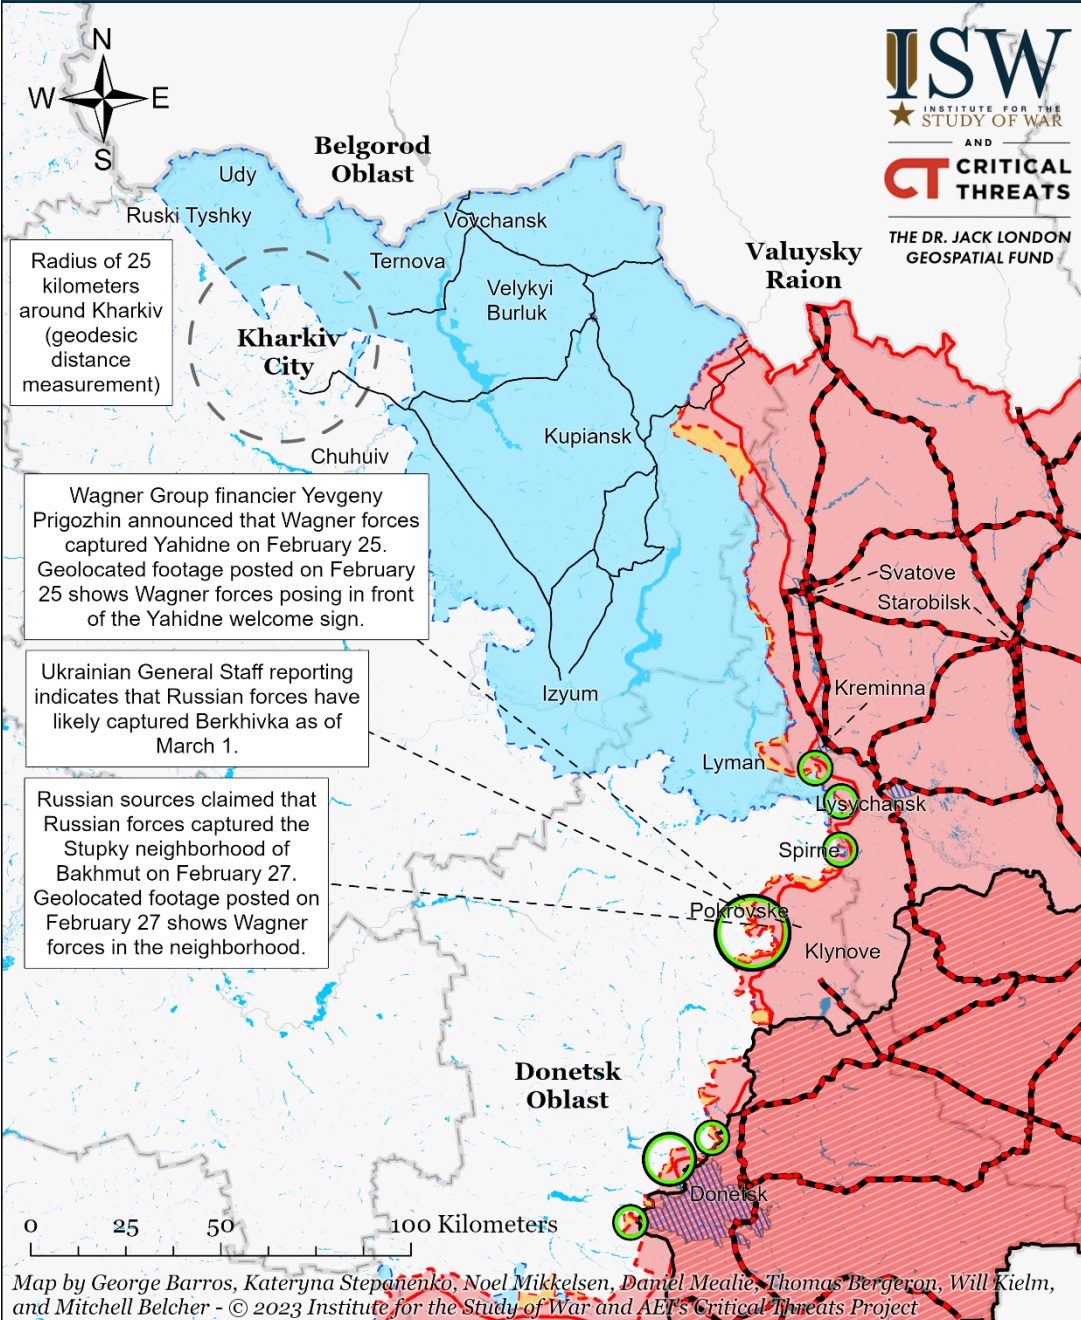 N
W
E
S
ISW
INSTITUTE FOR THE
STUDY OF WAR
AND
CT CRITICAL
THREATS
THE DR. JACK LONDON
GEOSPATIAL FUND
Belgorod
Oblast
Udy
Ruski Tyshky
Vovchansk
Ternova
Valuysky
Raion
Radius of 25
kilometers
around Kharkiv
(geodesic
distance
measurement)
Velykyi
Burluk
Kharkiv
City
Kupiansk
Chuhuiv
Wagner Group financier Yevgeny
Prigozhin announced that Wagner forces
captured Yahidne on February 25.
Geolocated footage posted on February
25 shows Wagner forces posing in front
of the Yahidne welcome sign.
Svatove
Starobilsk
Ukrainian General Staff reporting
indicates that Russian forces have
likely captured Berkhivka as of
March 1.
Izyum
Kreminna
Lyman
Lysychansk
Russian sources claimed that
Russian forces captured the
Stupky neighborhood of
Bakhmut on February 27.
Geolocated footage posted on
February 27 shows Wagner
forces in the neighborhood.
Spirne
Pokrovske
Klynove
Donetsk
Oblast
Donetsk
0 25 50 100 Kilometers
Map by George Barros, Kateryna Stepanenko, Noel Mikkelsen, Daniel Mealie, Thomas Bergeron, Will Kielm,
and Mitchell Belcher - © 2023 Institute for the Study of War and AEI's Critical Threats Project